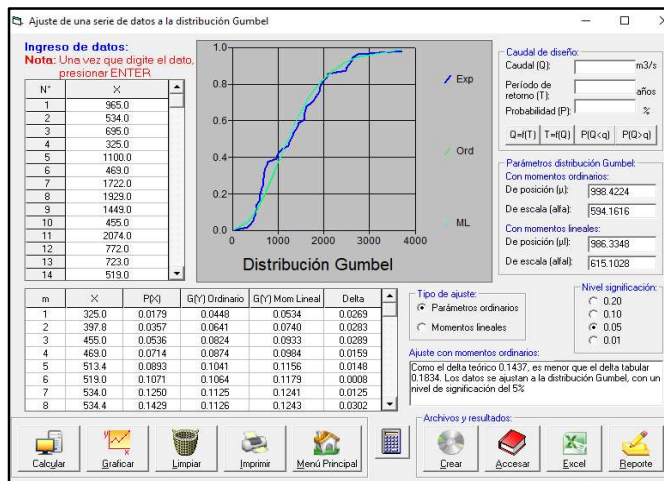 Ajuste de una serie de datos a la distribución Gumbel
Ingreso de datos:
Nota: Una vez que digite el dato,
presionar ENTER
N° X
1 965.0
2 534.0
3 695.0
4 325.0
5 1100.0
6 469.0
7 1722.0
8 1929.0
9 1449.0
10 455.0
11 2074.0
12 772.0
13 723.0
14 519.0
1.0
0.8
0.6
0.4
0.2
0.0
0 1000 2000 3000 4000
Exp
Ord
ML
Distribución Gumbel
Caudal de diseño:
Caudal (Q): m3/s
Período de
retorno (T): años
Probabilidad (P): %
Q=f(T) T=f(Q) P(Q<q) P(Q>q)
Parámetros distribución Gumbel:
Con momentos ordinarios:
De posición (µ): 998.4224
De escala (alfa): 594.1616
Con momentos lineales:
De posición (µl): 986.3348
De escala (alfal): 615.1028
m X P(X) G(Y) Ordinario G(Y) Mom Lineal Delta
1 325.0 0.0179 0.0448 0.0534 0.0269
2 397.8 0.0357 0.0641 0.0740 0.0283
3 455.0 0.0536 0.0824 0.0933 0.0289
4 469.0 0.0714 0.0874 0.0984 0.0159
5 513.4 0.0893 0.1041 0.1156 0.0148
6 519.0 0.1071 0.1064 0.1179 0.0008
7 534.0 0.1250 0.1125 0.1241 0.0125
8 534.4 0.1429 0.1126 0.1243 0.0302
Tipo de ajuste:
Parámetros ordinarios
Momentos lineales
Nivel significación:
0.20
0.10
0.05
0.01
Ajuste con momentos ordinarios:
Como el delta teórico 0.1437, es menor que el delta tabular
0.1834. Los datos se ajustan a la distribución Gumbel, con un
nivel de significación del 5%
Archivos y resultados:
Calcular Graficar Limpiar Imprimir Menú Principal Crear Accesar Excel Reporte